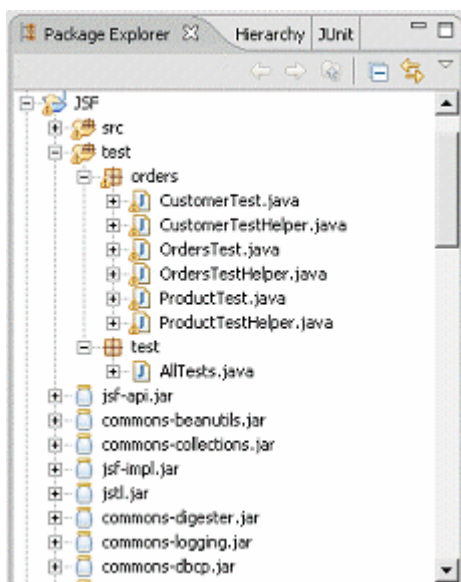 Package Explorer Hierarchy JUnit
JSF
src
test
orders
CustomerTest.java
CustomerTestHelper.java
OrdersTest.java
OrdersTestHelper.java
ProductTest.java
ProductTestHelper.java
test
AllTests.java
jsf-api.jar
commons-beanutils.jar
commons-collections.jar
jsf-impl.jar
jstl.jar
commons-digester.jar
commons-logging.jar
commons-dbcp.jar